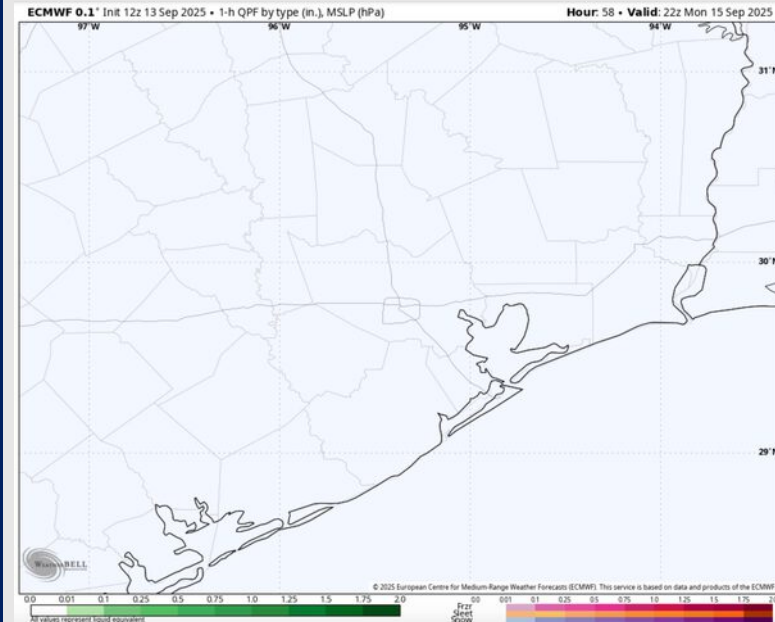 ECMWF 0.1° Init 12z 13 Sep 2025 • 1-h QPF by type (in.), MSLP (hPa) Hour: 58 • Valid: 22z Mon 15 Sep 2025
97°W 96°W 95°W 94°W
31°N
30°N
29°N
WeatherBELL
© 2025 European Centre for Medium-Range Weather Forecasts (ECMWF). This service is based on data and products of the ECMWF
0.0 0.01 0.1 0.25 0.5 0.75 1.0 1.25 1.5 1.75 2.0 0.0 0.01 0.1 0.25 0.5 0.75 1.0 1.25 1.5 1.75 2.0
Frzr
Sleet
Snow
All values represent liquid equivalent